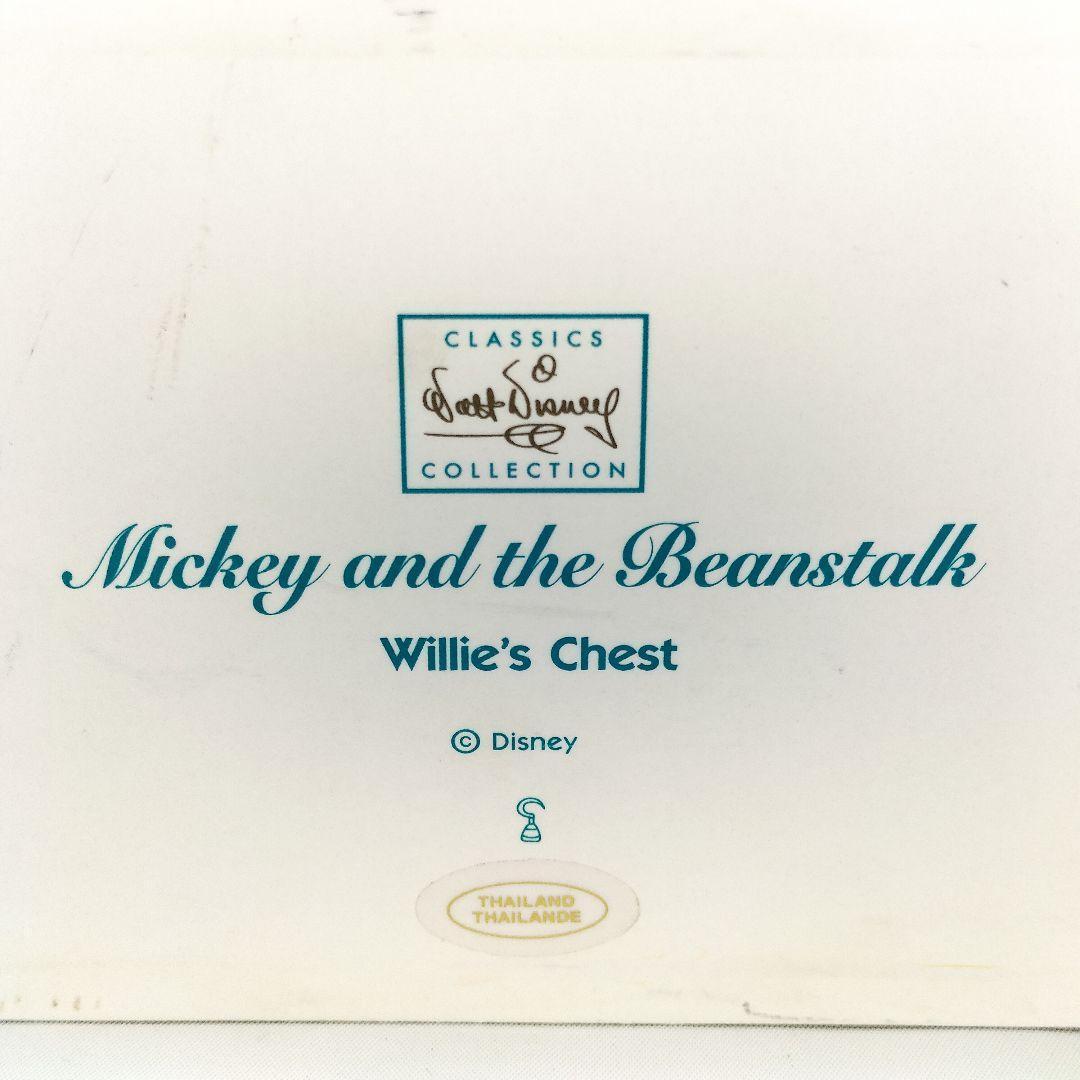 CLASSICS
Walt Disney
COLLECTION
Mickey and the Beanstalk
Willie's Chest
© Disney
THAILAND
THAILANDE